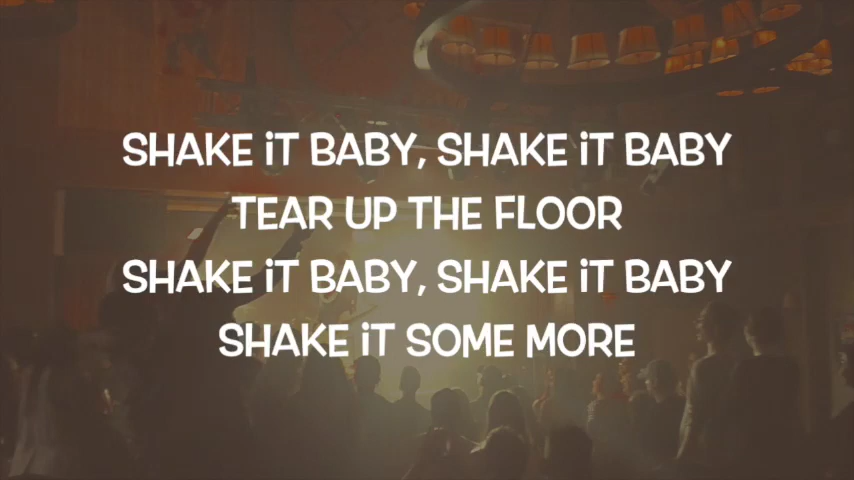 SHAKE iT BABY, SHAKE iT BABY
TEAR UP THE FLOOR
SHAKE iT BABY, SHAKE iT BABY
SHAKE iT SOME MORE